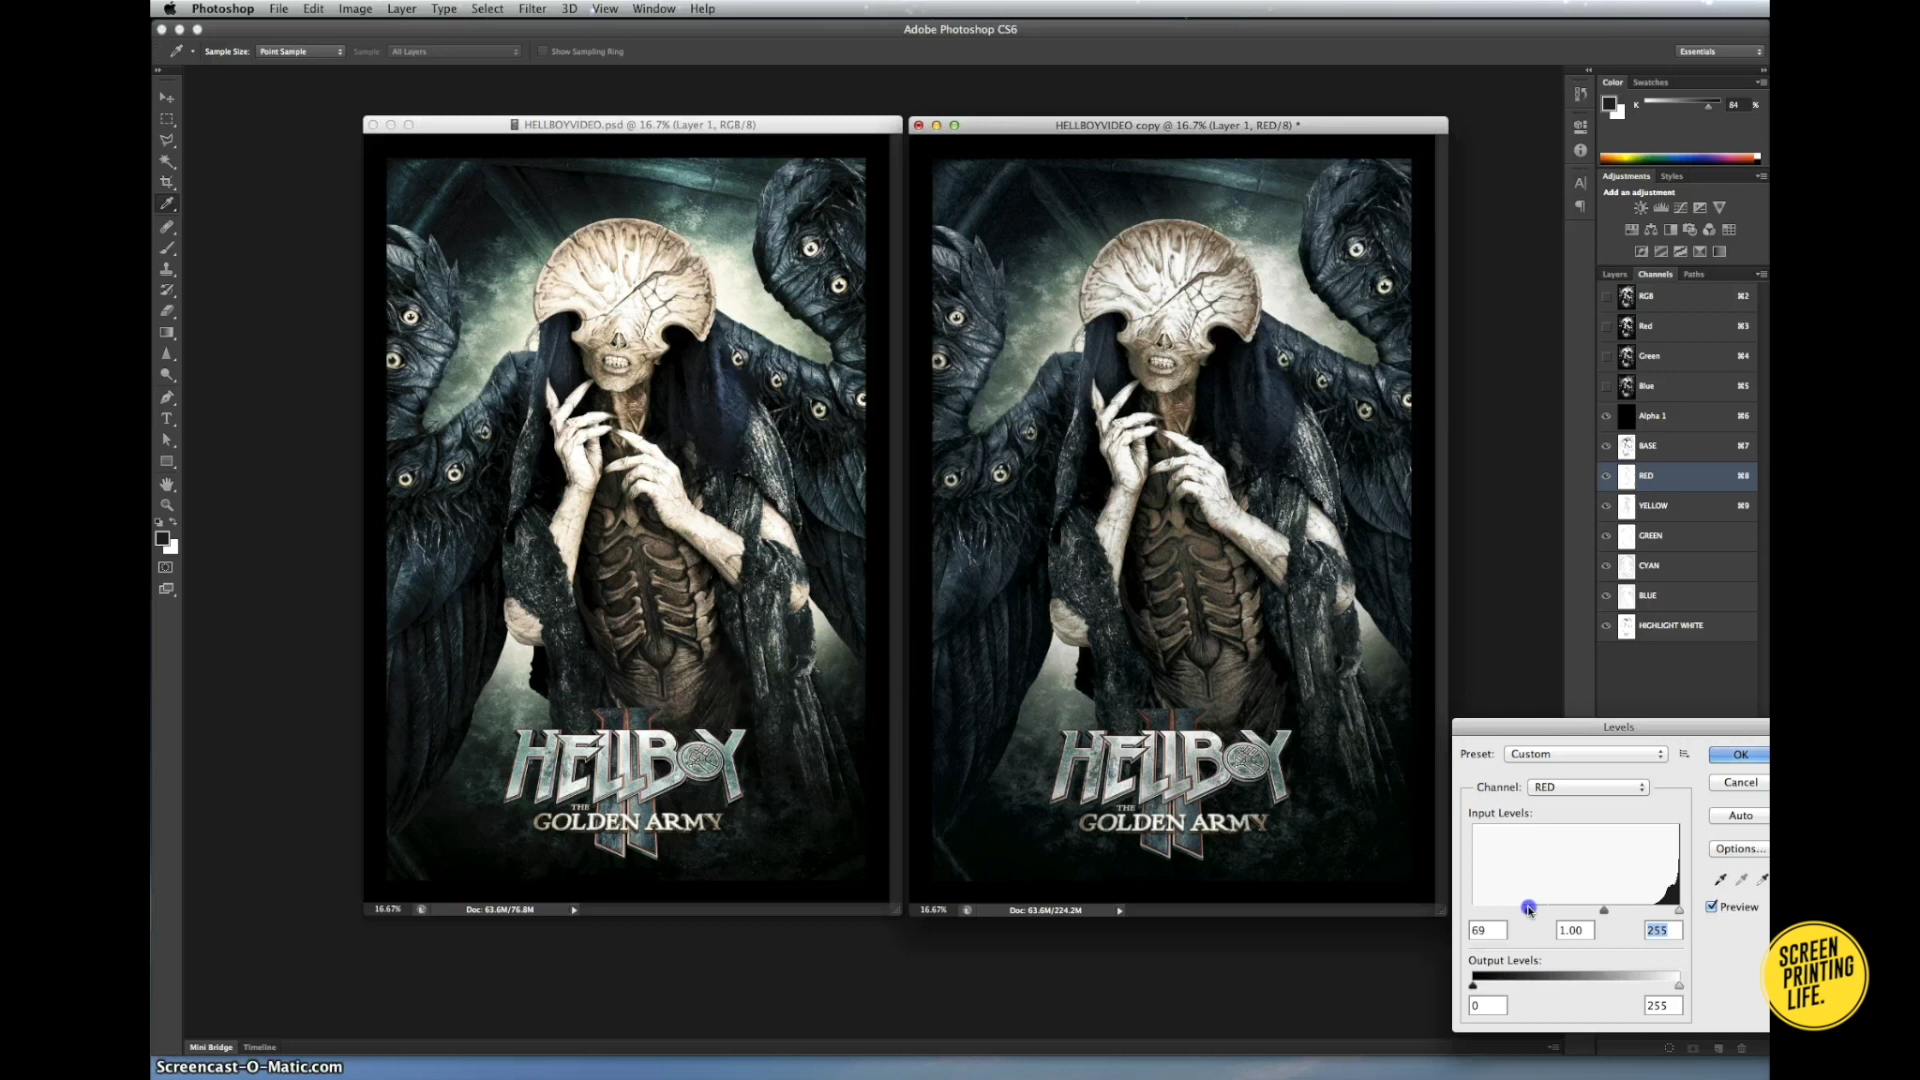 Photoshop File Edit Image Layer Type Select Filter 3D View Window Help
Adobe Photoshop CS6
Sample Size: Point Sample Sample: All Layers Show Sampling Ring Essentials
HELLBOYVIDEO.psd @ 16.7% (Layer 1, RGB/8)
HELLBOYVIDEO copy @ 16.7% (Layer 1, RED/8) *
Color Swatches
K 84 %
Adjustments Styles
Add an adjustment
Layers Channels Paths
RGB ⌘2
Red ⌘3
Green ⌘4
Blue ⌘5
Alpha 1 ⌘6
BASE ⌘7
RED ⌘8
YELLOW ⌘9
GREEN
CYAN
BLUE
HIGHLIGHT WHITE
HELLBOY II
THE
GOLDEN ARMY
HELLBOY II
THE
GOLDEN ARMY
16.67% Doc: 63.6M/76.8M
16.67% Doc: 63.6M/224.2M
Levels
Preset: Custom OK
Channel: RED Cancel
Input Levels: Auto
Options...
Preview
69 1.00 255
Output Levels:
0 255
SCREEN
PRINTING
LIFE.
Mini Bridge Timeline
Screencast-O-Matic.com